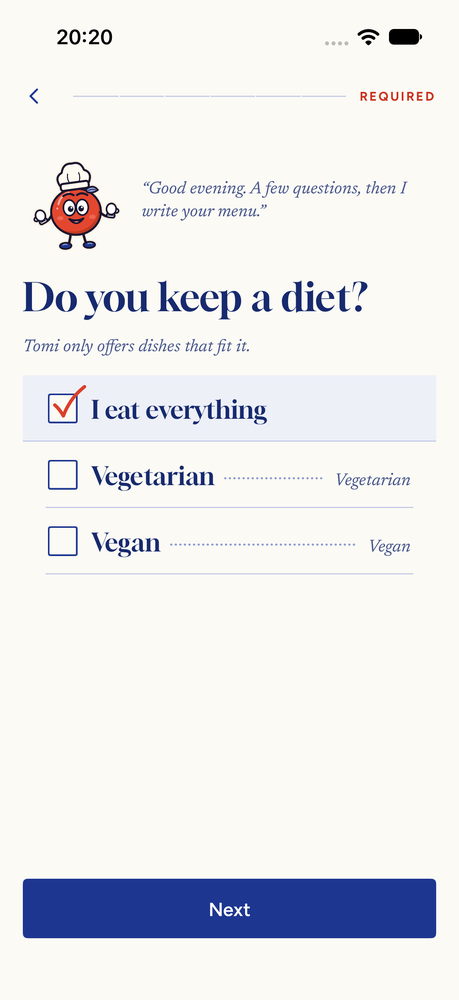 20:20
REQUIRED
“Good evening. A few questions, then I
write your menu.”
Do you keep a diet?
Tomi only offers dishes that fit it.
I eat everything
Vegetarian Vegetarian
Vegan Vegan
Next